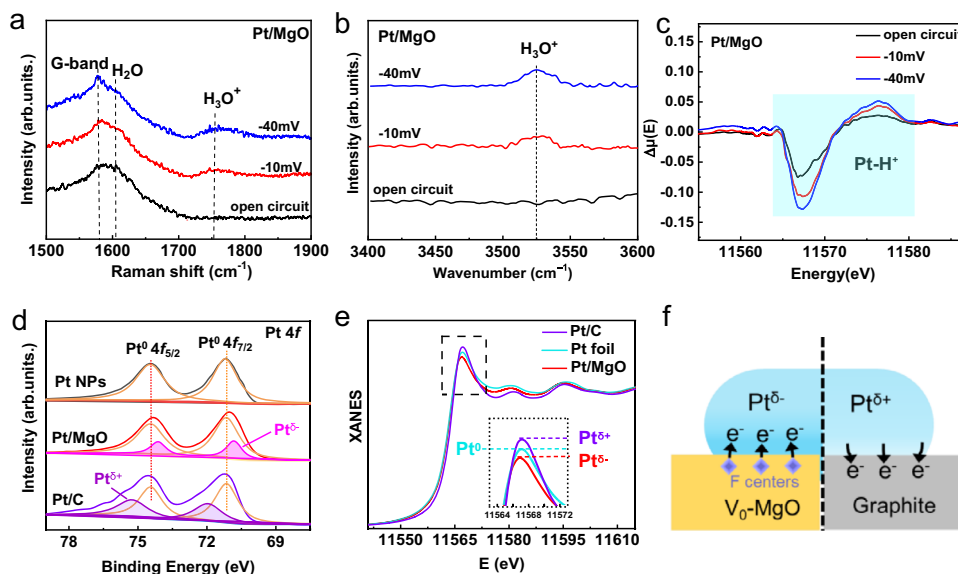 a
Pt/MgO
G-band
H₂O
H₃O⁺
-40mV
-10mV
open circuit
Intensity (arb.units.)
1500 1600 1700 1800 1900
Raman shift (cm⁻¹)
b
Pt/MgO
H₃O⁺
-40mV
-10mV
open circuit
Intensity (arb.units.)
3400 3450 3500 3550 3600
Wavenumber (cm⁻¹)
c
Pt/MgO
open circuit
-10mV
-40mV
Pt-H⁺
Δμ(E)
0.15
0.10
0.05
0.00
-0.05
-0.10
-0.15
11560 11570 11580
Energy(eV)
d
Pt 4f
Pt⁰ 4f₅/₂ Pt⁰ 4f₇/₂
Pt NPs
Pt/MgO
Ptδ-
Ptδ+
Pt/C
Intensity (arb.units.)
78 75 72 69
Binding Energy (eV)
e
Pt/C
Pt foil
Pt/MgO
Pt⁰
Ptδ+
Ptδ-
11564 11568 11572
XANES
11550 11565 11580 11595 11610
E (eV)
f
Ptδ- Ptδ+
e- e- e-
e- e- e-
F centers
V₀-MgO
Graphite